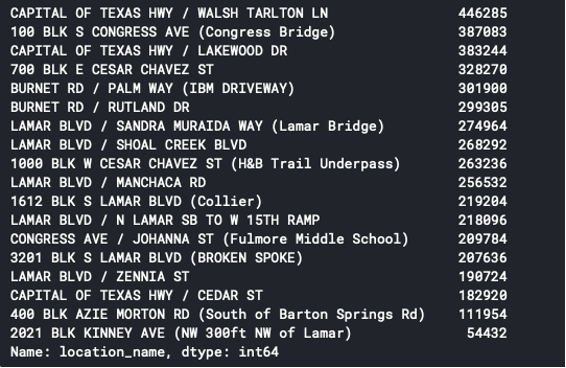 CAPITAL OF TEXAS HWY / WALSH TARLTON LN 446285
100 BLK S CONGRESS AVE (Congress Bridge) 387083
CAPITAL OF TEXAS HWY / LAKEWOOD DR 383244
700 BLK E CESAR CHAVEZ ST 328270
BURNET RD / PALM WAY (IBM DRIVEWAY) 301900
BURNET RD / RUTLAND DR 299305
LAMAR BLVD / SANDRA MURAIDA WAY (Lamar Bridge) 274964
LAMAR BLVD / SHOAL CREEK BLVD 268292
1000 BLK W CESAR CHAVEZ ST (H&B Trail Underpass) 263236
LAMAR BLVD / MANCHACA RD 256532
1612 BLK S LAMAR BLVD (Collier) 219204
LAMAR BLVD / N LAMAR SB TO W 15TH RAMP 218096
CONGRESS AVE / JOHANNA ST (Fulmore Middle School) 209784
3201 BLK S LAMAR BLVD (BROKEN SPOKE) 207636
LAMAR BLVD / ZENNIA ST 190724
CAPITAL OF TEXAS HWY / CEDAR ST 182920
400 BLK AZIE MORTON RD (South of Barton Springs Rd) 111954
2021 BLK KINNEY AVE (NW 300ft NW of Lamar) 54432
Name: location_name, dtype: int64